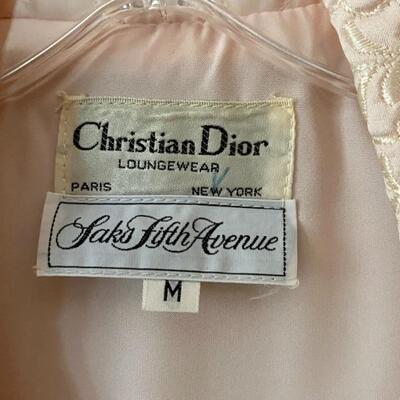 Christian Dior
LOUNGEWEAR
PARIS NEW YORK
Saks Fifth Avenue
M